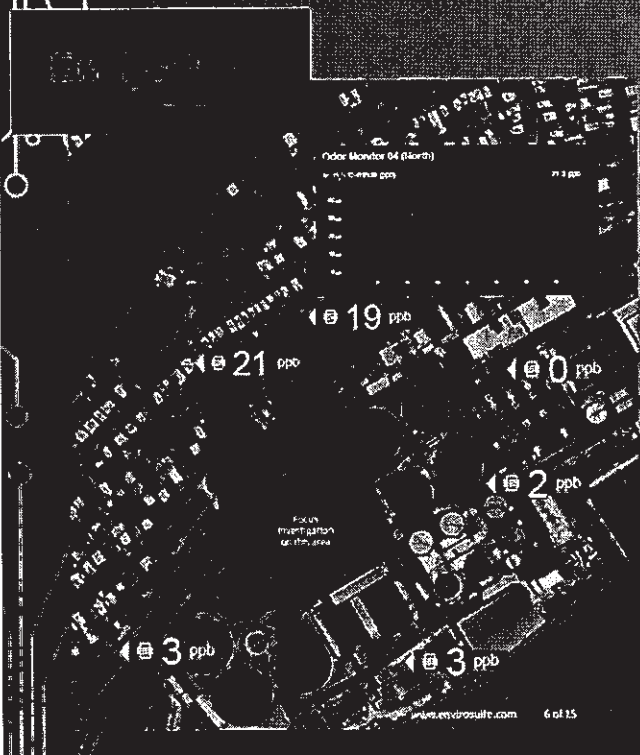 Odor Monitor 04 (North)
19 ppb
21 ppb
0 ppb
2 ppb
Focus
investigation
on this area
3 ppb
3 ppb
www.envirosuite.com 6 of 15